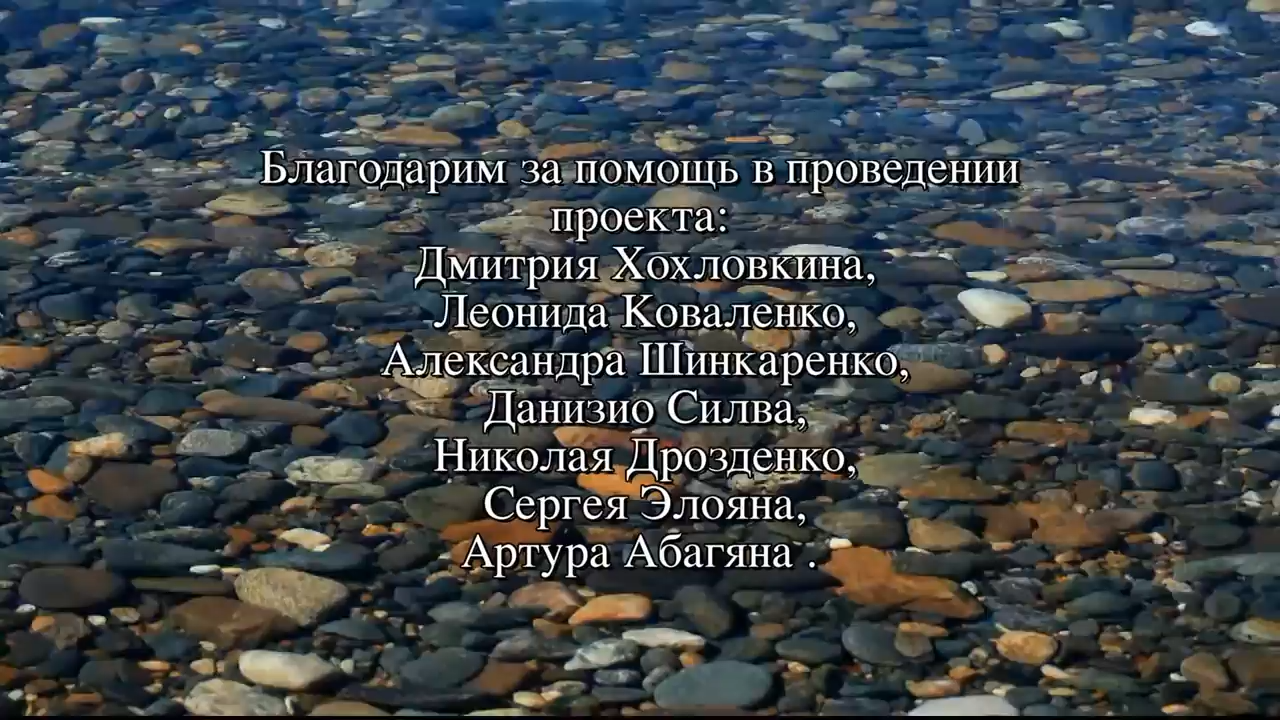 Благодарим за помощь в проведении
проекта:
Дмитрия Хохловкина,
Леонида Коваленко,
Александра Шинкаренко,
Данизио Силва,
Николая Дрозденко,
Сергея Элояна,
Артура Абагяна .